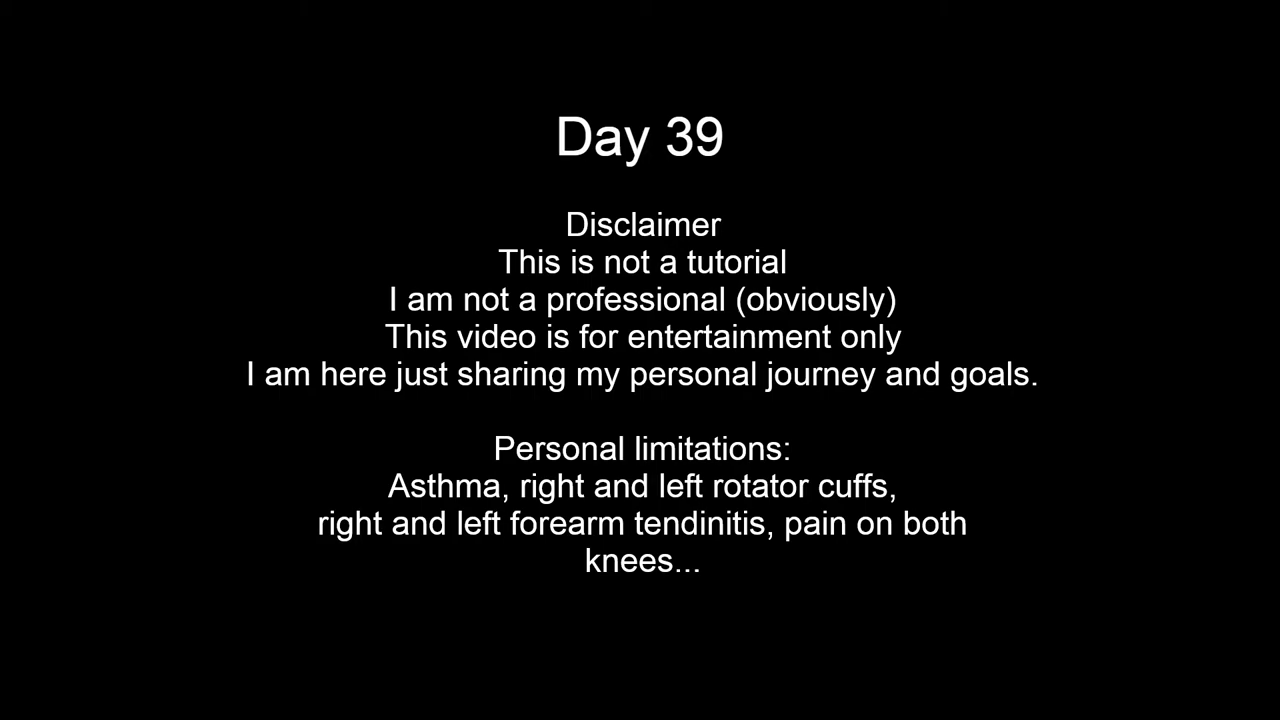 Day 39
Disclaimer
This is not a tutorial
I am not a professional (obviously)
This video is for entertainment only
I am here just sharing my personal journey and goals.
Personal limitations:
Asthma, right and left rotator cuffs,
right and left forearm tendinitis, pain on both
knees...